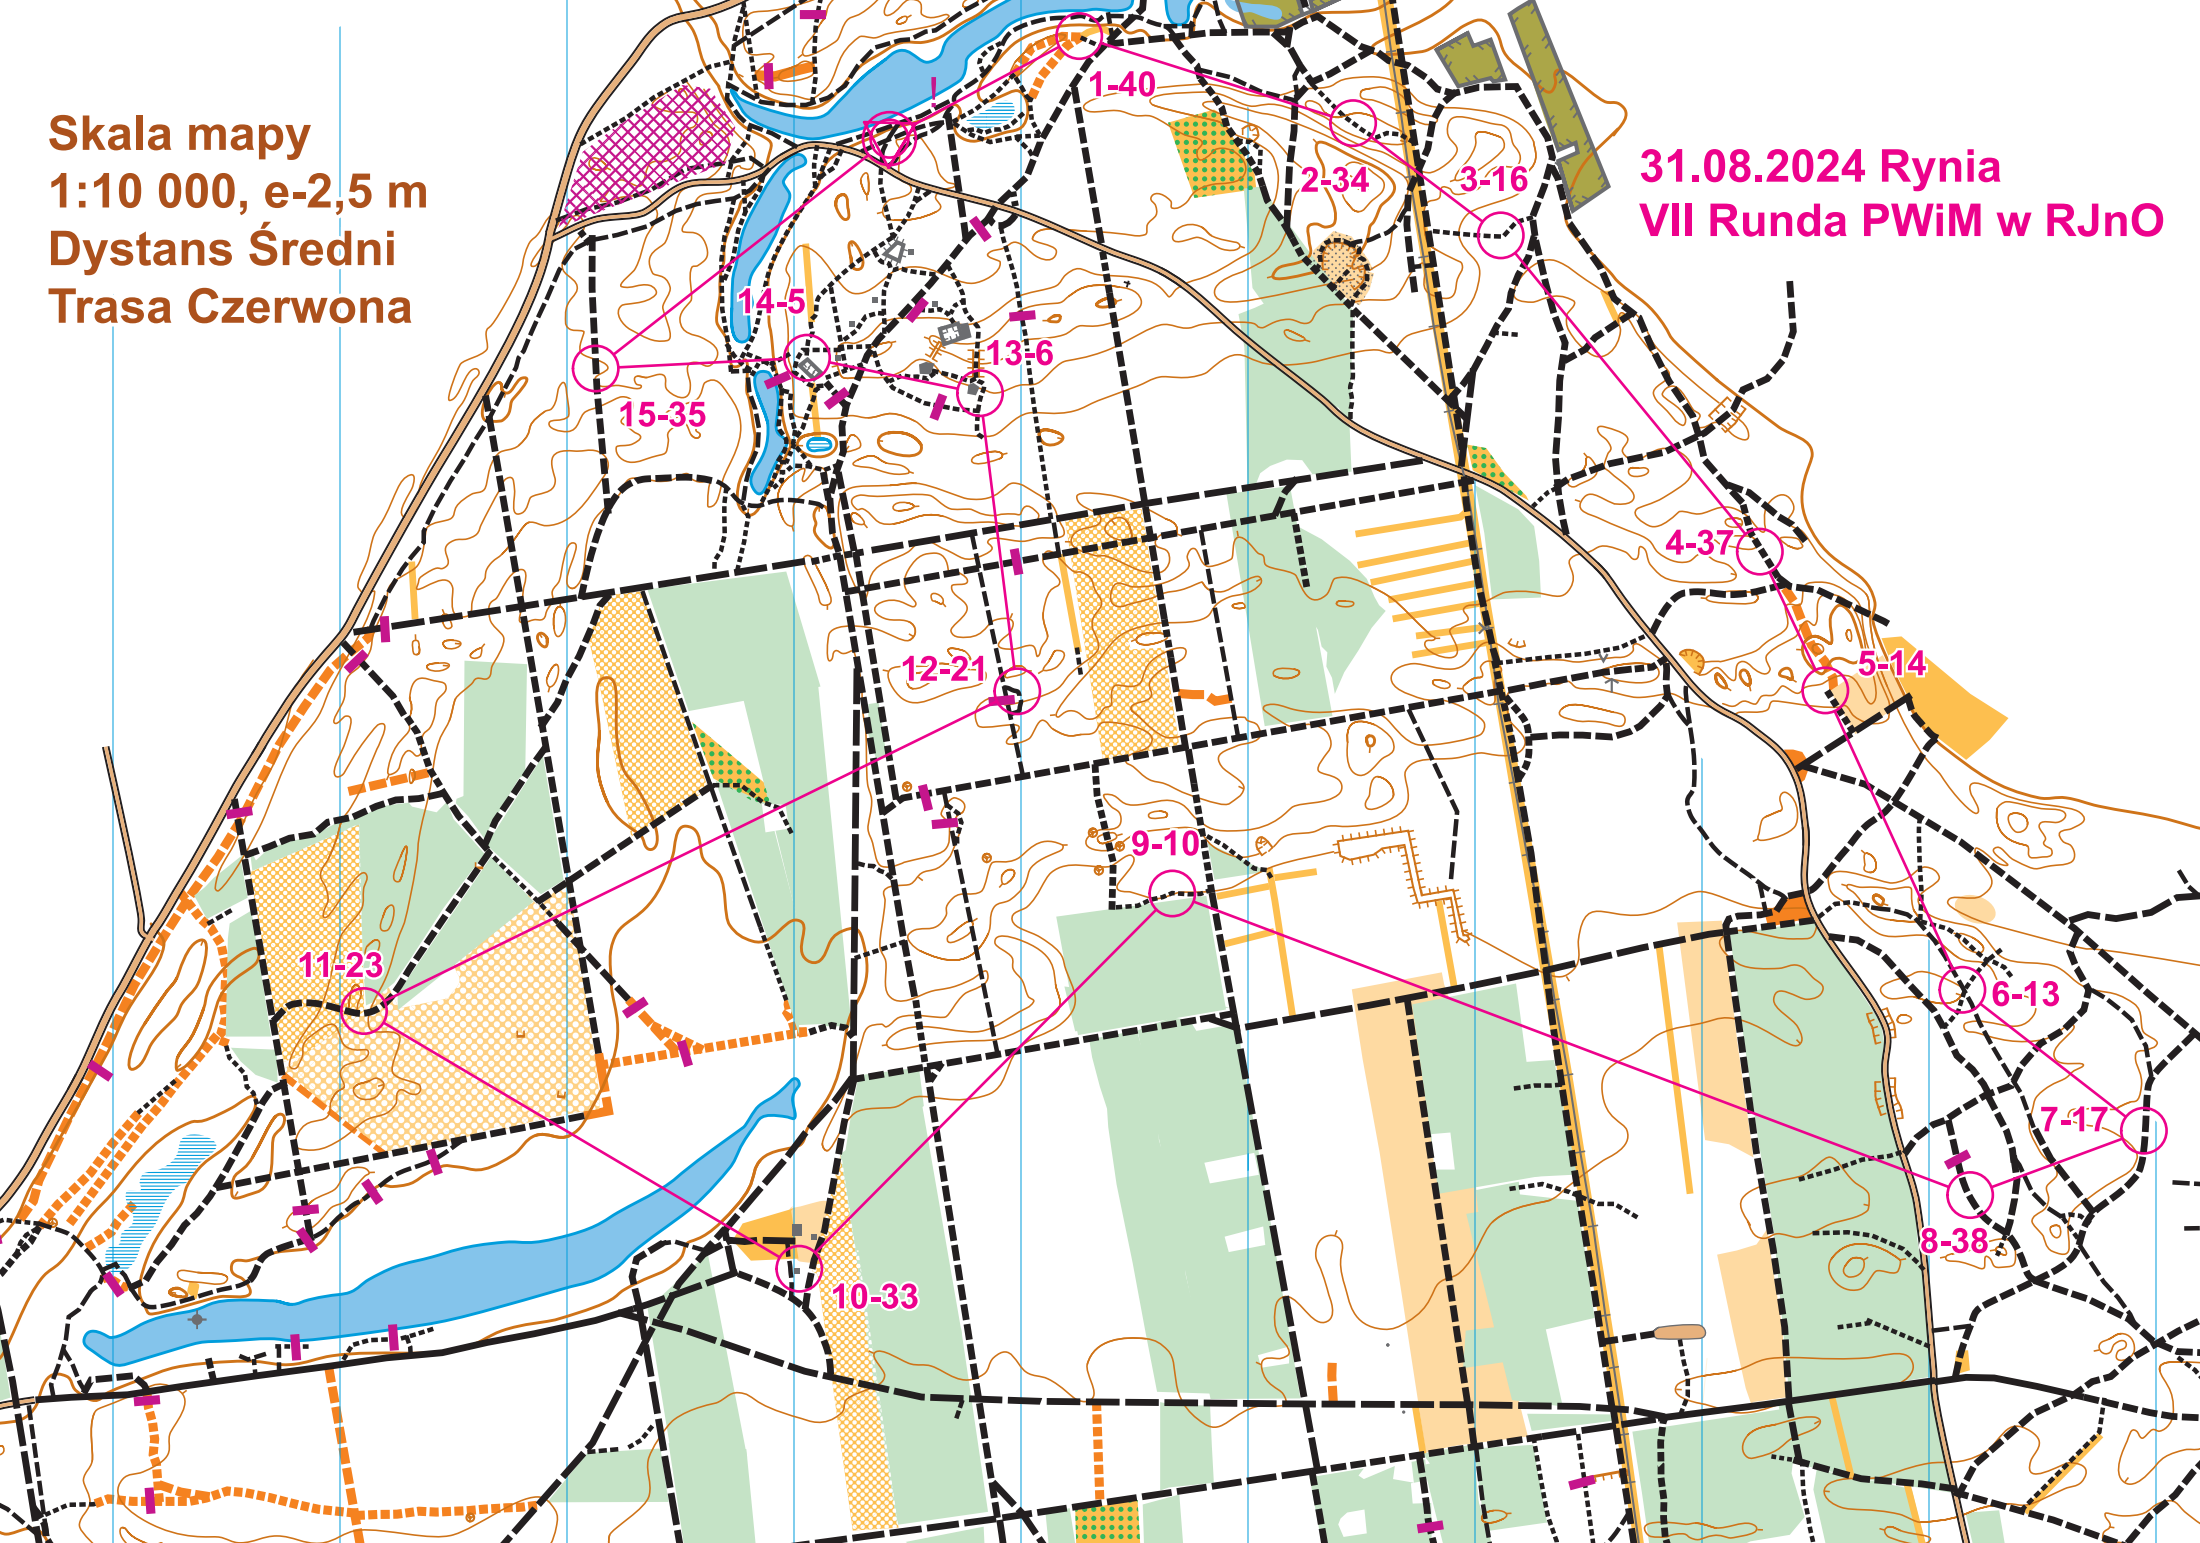 Skala mapy
1:10 000, e-2,5 m
Dystans Średni
Trasa Czerwona
31.08.2024 Rynia
VII Runda PWiM w RJnO
!
1-40
2-34
3-16
14-5
13-6
15-35
4-37
12-21
5-14
9-10
11-23
6-13
7-17
8-38
10-33